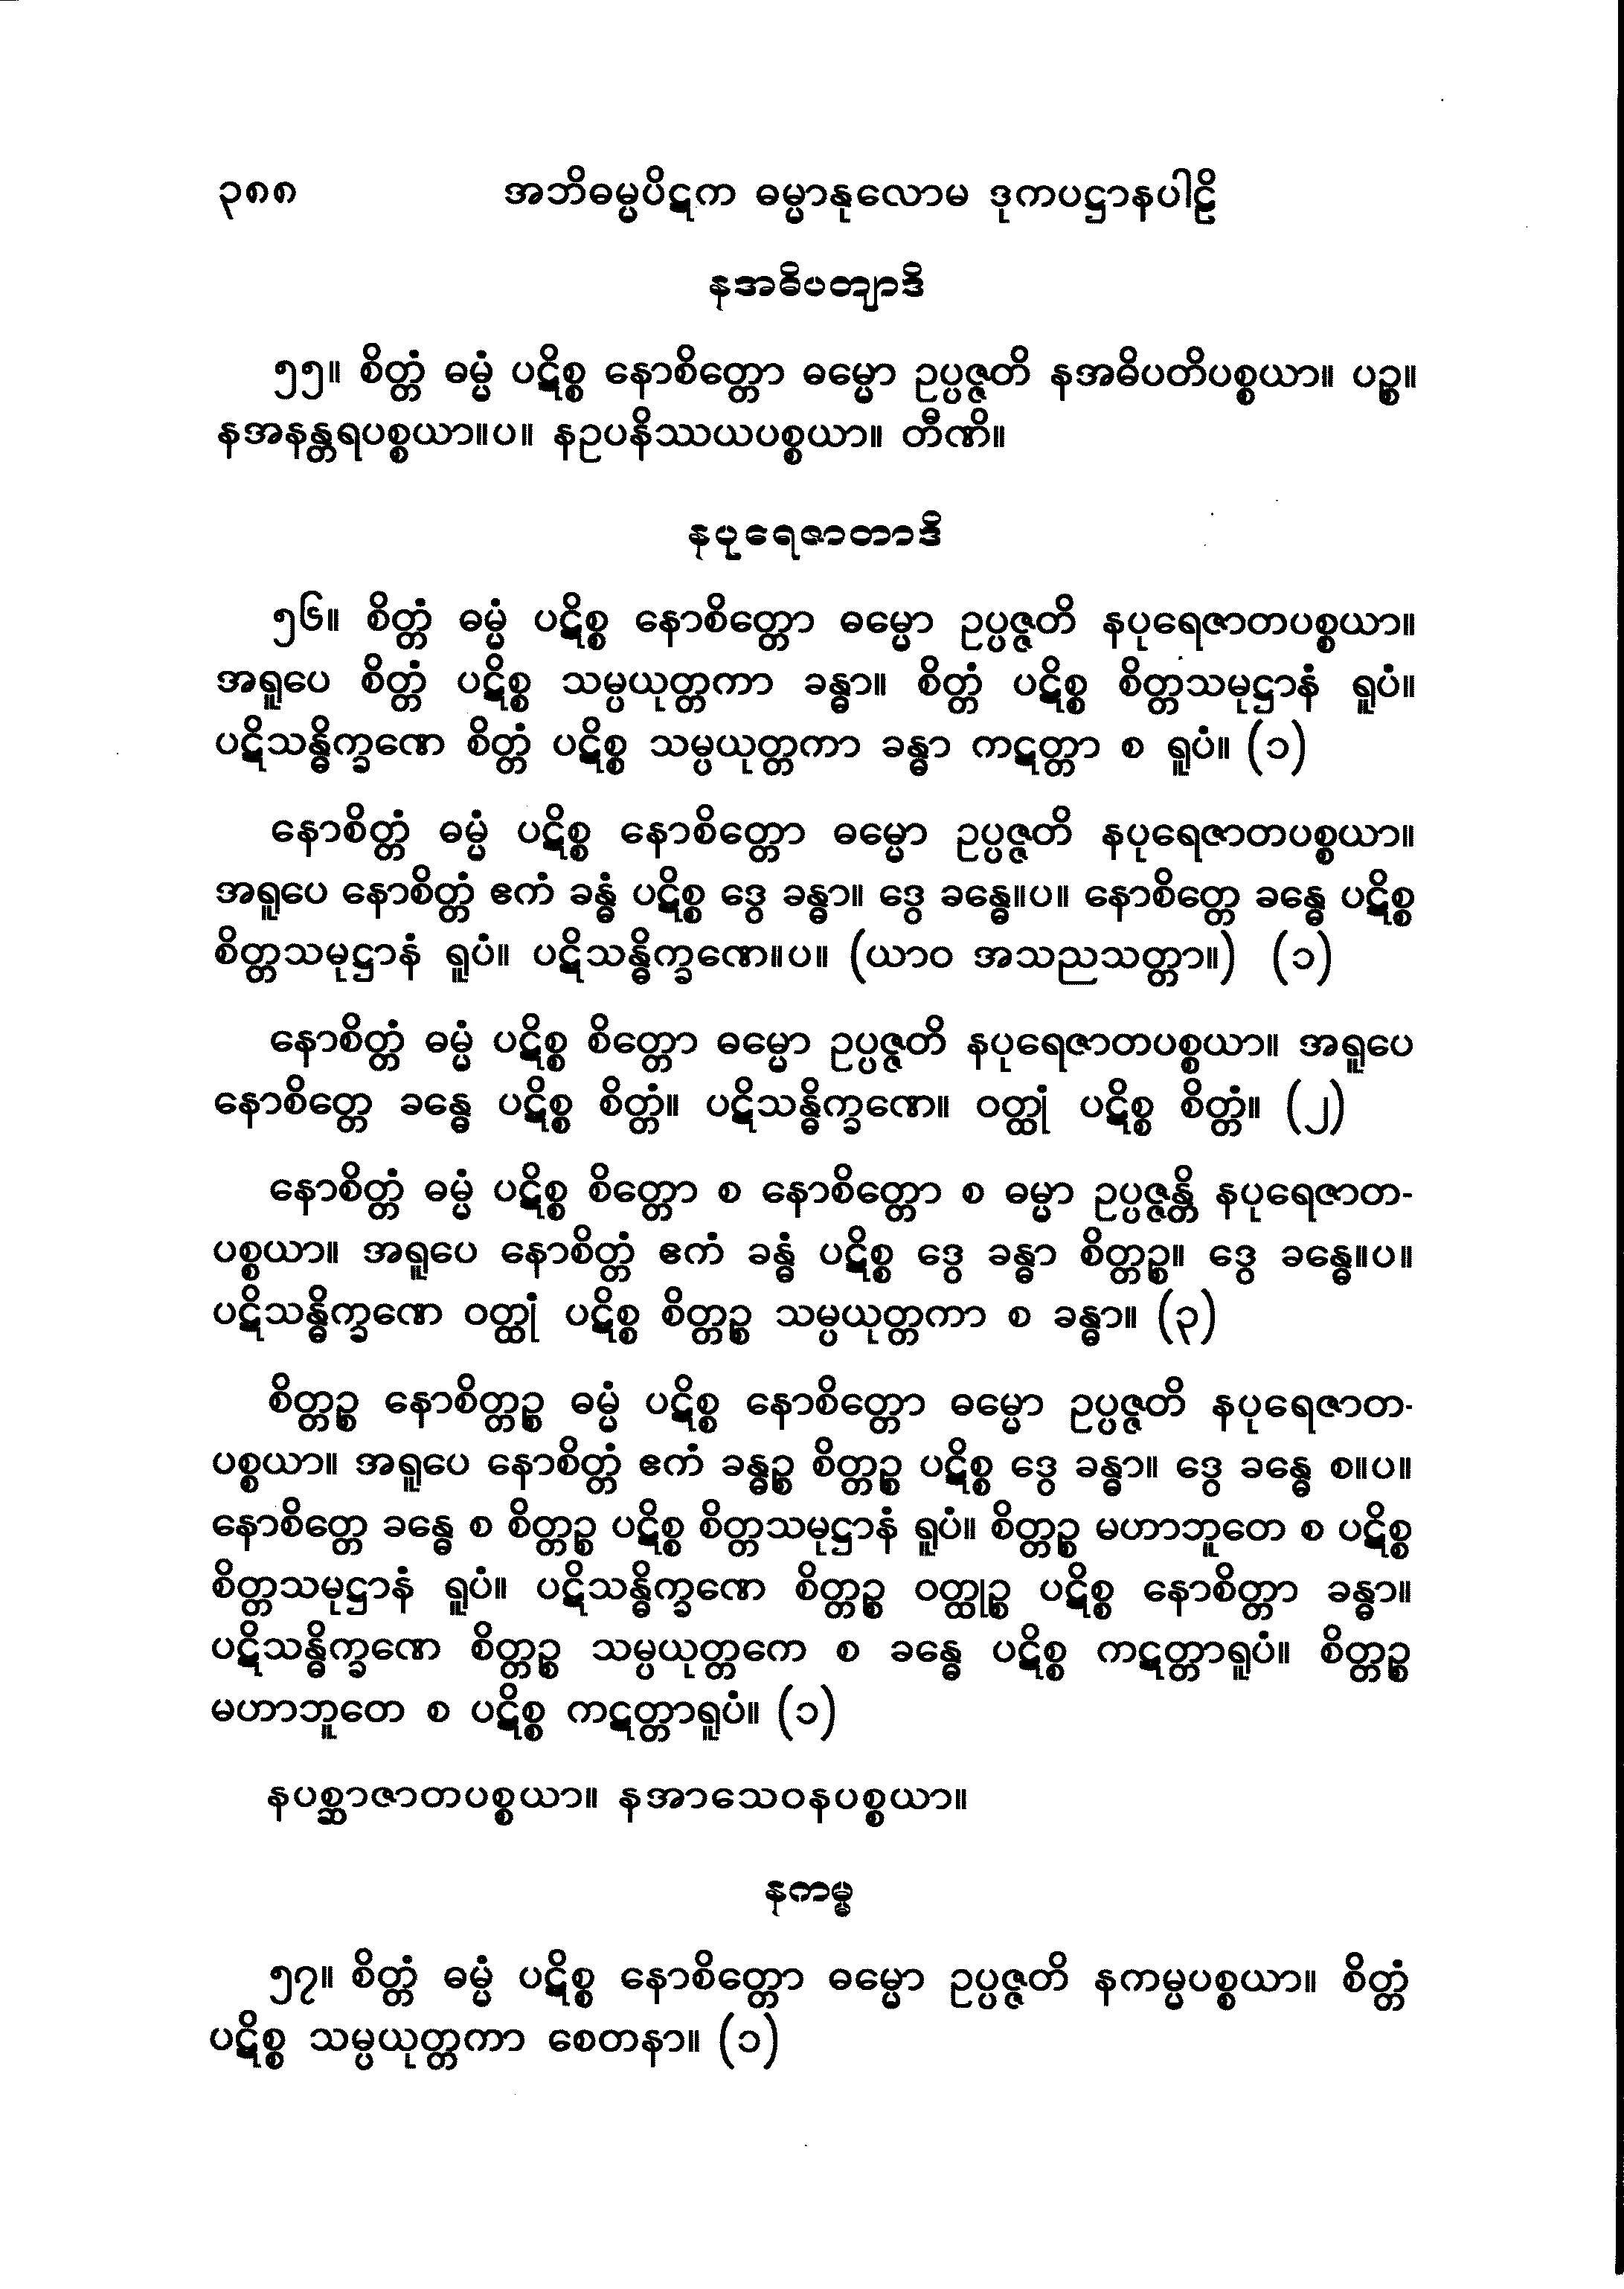 ၃၈၈ အဘိဓမ္မပိဋက ဓမ္မာနုလောမ ဒုကပဋ္ဌာနပါဠိ
နအဓိပတျာဒိ
၅၅။ စိတ္တံ ဓမ္မံ ပဋိစ္စ နောစိတ္တော ဓမ္မော ဥပ္ပဇ္ဇတိ နအဓိပတိပစ္စယာ။ ပဉ္စ။
နအနန္တရပစ္စယာ။ပ။ နဥပနိဿယပစ္စယာ။ တီဏိ။
နပုရေဇာတာဒိ
၅၆။ စိတ္တံ ဓမ္မံ ပဋိစ္စ နောစိတ္တော ဓမ္မော ဥပ္ပဇ္ဇတိ နပုရေဇာတပစ္စယာ။
အရူပေ စိတ္တံ ပဋိစ္စ သမ္ပယုတ္တကာ ခန္ဓာ။ စိတ္တံ ပဋိစ္စ စိတ္တသမုဋ္ဌာနံ ရူပံ။
ပဋိသန္ဓိက္ခဏေ စိတ္တံ ပဋိစ္စ သမ္ပယုတ္တကာ ခန္ဓာ ကဋတ္တာ စ ရူပံ။ (၁)
နောစိတ္တံ ဓမ္မံ ပဋိစ္စ နောစိတ္တော ဓမ္မော ဥပ္ပဇ္ဇတိ နပုရေဇာတပစ္စယာ။
အရူပေ နောစိတ္တံ ဧကံ ခန္ဓံ ပဋိစ္စ ဒွေ ခန္ဓာ။ ဒွေ ခန္ဓေ။ပ။ နောစိတ္တေ ခန္ဓေ ပဋိစ္စ
စိတ္တသမုဋ္ဌာနံ ရူပံ။ ပဋိသန္ဓိက္ခဏေ။ပ။ (ယာဝ အသညသတ္တာ။) (၁)
နောစိတ္တံ ဓမ္မံ ပဋိစ္စ စိတ္တော ဓမ္မော ဥပ္ပဇ္ဇတိ နပုရေဇာတပစ္စယာ။ အရူပေ
နောစိတ္တေ ခန္ဓေ ပဋိစ္စ စိတ္တံ။ ပဋိသန္ဓိက္ခဏေ။ ဝတ္ထုံ ပဋိစ္စ စိတ္တံ။ (၂)
နောစိတ္တံ ဓမ္မံ ပဋိစ္စ စိတ္တော စ နောစိတ္တော စ ဓမ္မာ ဥပ္ပဇ္ဇန္တိ နပုရေဇာတ-
ပစ္စယာ။ အရူပေ နောစိတ္တံ ဧကံ ခန္ဓံ ပဋိစ္စ ဒွေ ခန္ဓာ စိတ္တဉ္စ။ ဒွေ ခန္ဓေ။ပ။
ပဋိသန္ဓိက္ခဏေ ဝတ္ထုံ ပဋိစ္စ စိတ္တဉ္စ သမ္ပယုတ္တကာ စ ခန္ဓာ။ (၃)
စိတ္တဉ္စ နောစိတ္တဉ္စ ဓမ္မံ ပဋိစ္စ နောစိတ္တော ဓမ္မော ဥပ္ပဇ္ဇတိ နပုရေဇာတ-
ပစ္စယာ။ အရူပေ နောစိတ္တံ ဧကံ ခန္ဓဉ္စ စိတ္တဉ္စ ပဋိစ္စ ဒွေ ခန္ဓာ။ ဒွေ ခန္ဓေ စ။ပ။
နောစိတ္တေ ခန္ဓေ စ စိတ္တဉ္စ ပဋိစ္စ စိတ္တသမုဋ္ဌာနံ ရူပံ။ စိတ္တဉ္စ မဟာဘူတေ စ ပဋိစ္စ
စိတ္တသမုဋ္ဌာနံ ရူပံ။ ပဋိသန္ဓိက္ခဏေ စိတ္တဉ္စ ဝတ္ထုဉ္စ ပဋိစ္စ နောစိတ္တာ ခန္ဓာ။
ပဋိသန္ဓိက္ခဏေ စိတ္တဉ္စ သမ္ပယုတ္တကေ စ ခန္ဓေ ပဋိစ္စ ကဋတ္တာရူပံ။ စိတ္တဉ္စ
မဟာဘူတေ စ ပဋိစ္စ ကဋတ္တာရူပံ။ (၁)
နပစ္ဆာဇာတပစ္စယာ။ နအာသေဝနပစ္စယာ။
နကမ္မ
၅၇။ စိတ္တံ ဓမ္မံ ပဋိစ္စ နောစိတ္တော ဓမ္မော ဥပ္ပဇ္ဇတိ နကမ္မပစ္စယာ။ စိတ္တံ
ပဋိစ္စ သမ္ပယုတ္တကာ စေတနာ။ (၁)